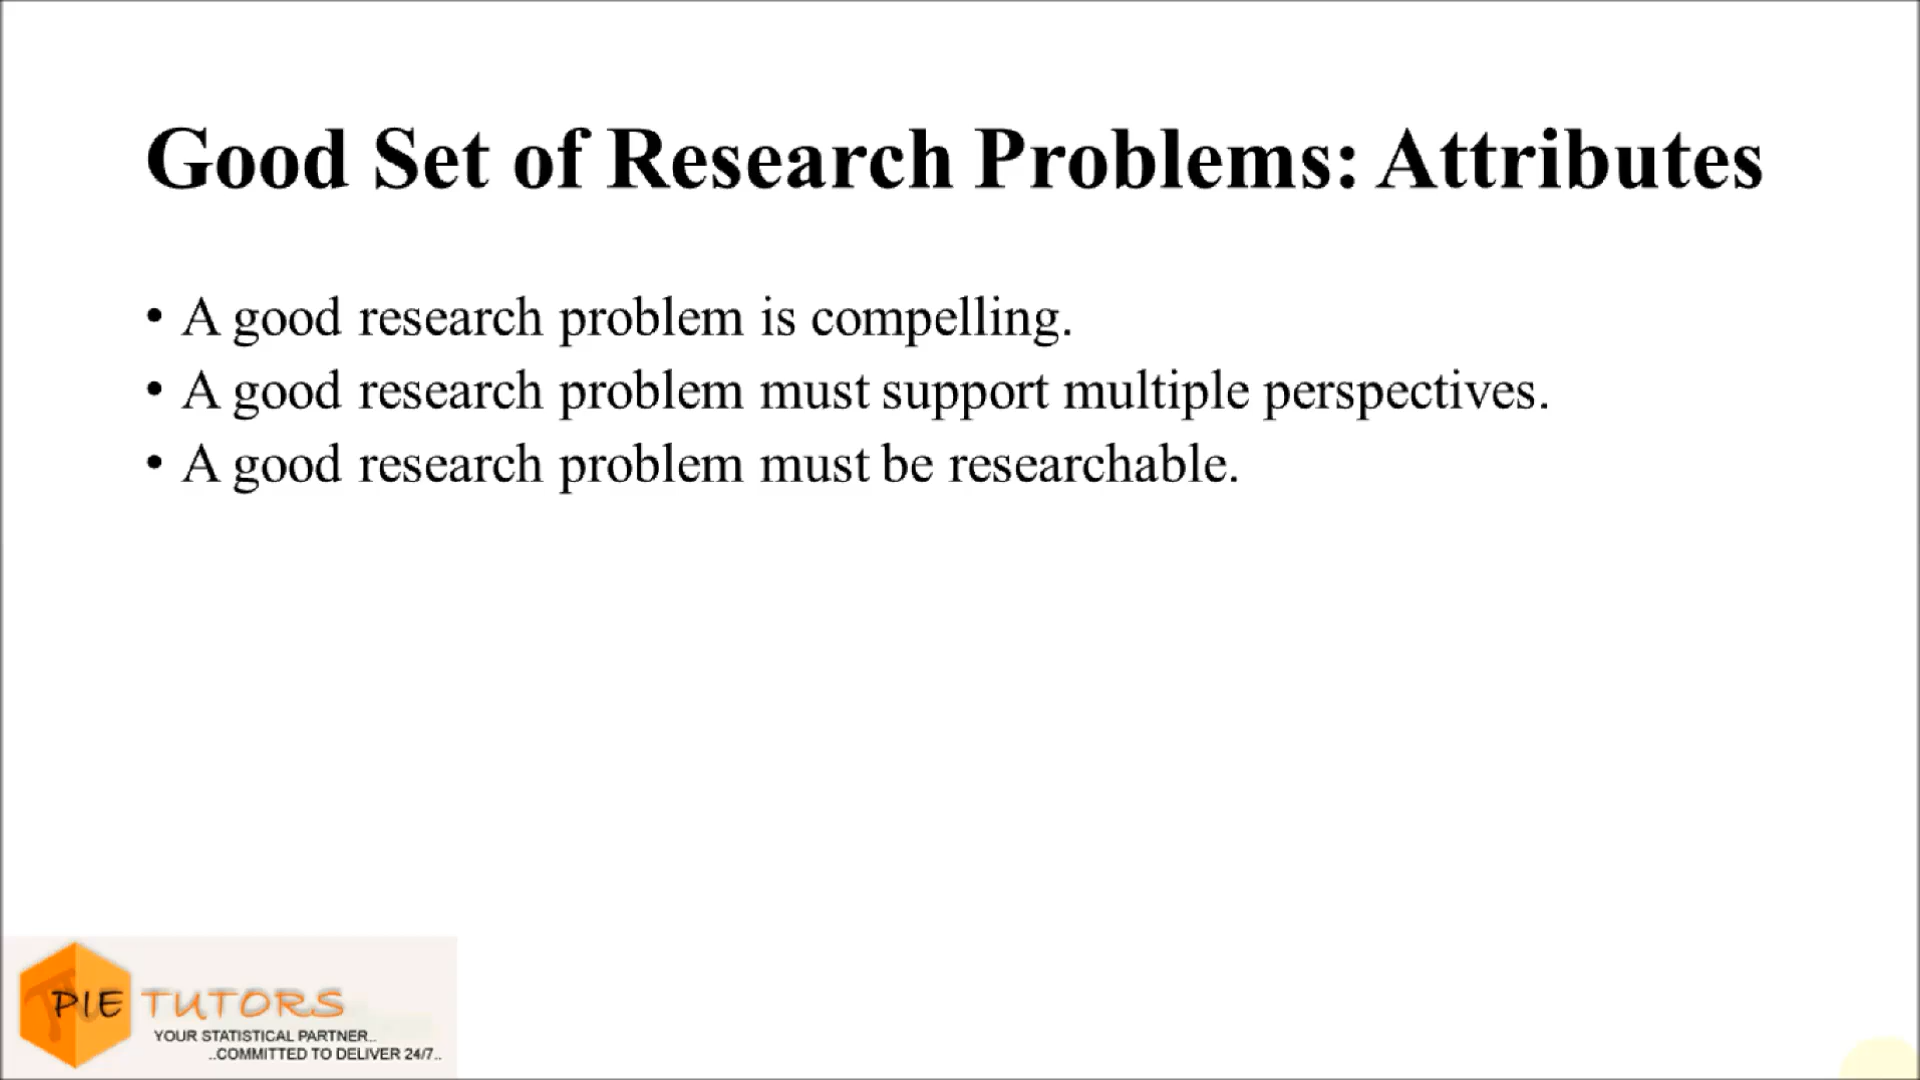 Good Set of Research Problems: Attributes
• A good research problem is compelling.
• A good research problem must support multiple perspectives.
• A good research problem must be researchable.
PIE TUTORS
YOUR STATISTICAL PARTNER..
..COMMITTED TO DELIVER 24/7..